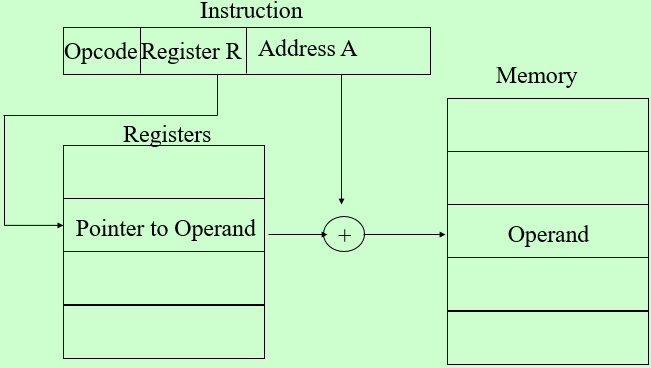 Instruction
Opcode Register R Address A
Memory
Registers
Pointer to Operand
+
Operand